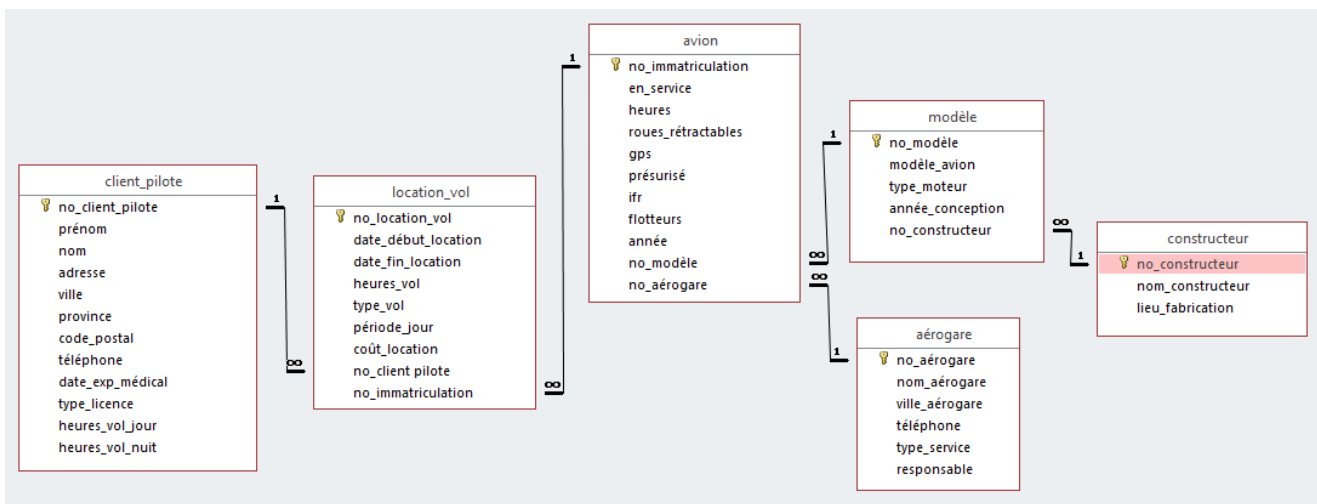 client_pilote
no_client_pilote
prénom
nom
adresse
ville
province
code_postal
téléphone
date_exp_médical
type_licence
heures_vol_jour
heures_vol_nuit
1
∞
location_vol
no_location_vol
date_début_location
date_fin_location
heures_vol
type_vol
période_jour
coût_location
no_client pilote
no_immatriculation
1
∞
avion
no_immatriculation
en_service
heures
roues_rétractables
gps
présurisé
ifr
flotteurs
année
no_modèle
no_aérogare
1
∞
∞
1
modèle
no_modèle
modèle_avion
type_moteur
année_conception
no_constructeur
∞
1
aérogare
no_aérogare
nom_aérogare
ville_aérogare
téléphone
type_service
responsable
constructeur
no_constructeur
nom_constructeur
lieu_fabrication